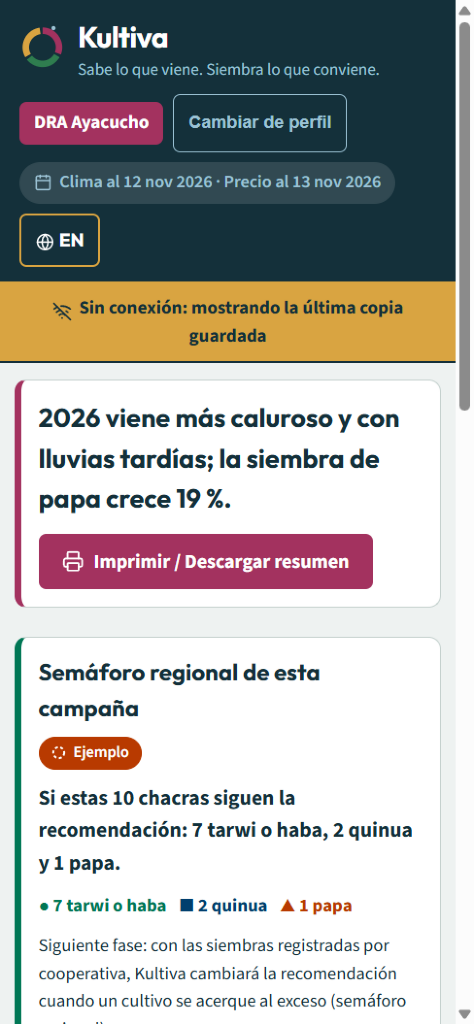 Kultiva
Sabe lo que viene. Siembra lo que conviene.
DRA Ayacucho
Cambiar de perfil
Clima al 12 nov 2026 · Precio al 13 nov 2026
EN
Sin conexión: mostrando la última copia
guardada
2026 viene más caluroso y con
lluvias tardías; la siembra de
papa crece 19 %.
Imprimir / Descargar resumen
Semáforo regional de esta
campaña
Ejemplo
Si estas 10 chacras siguen la
recomendación: 7 tarwi o haba, 2 quinua
y 1 papa.
● 7 tarwi o haba ■ 2 quinua ▲ 1 papa
Siguiente fase: con las siembras registradas por
cooperativa, Kultiva cambiará la recomendación
cuando un cultivo se acerque al exceso (semáforo